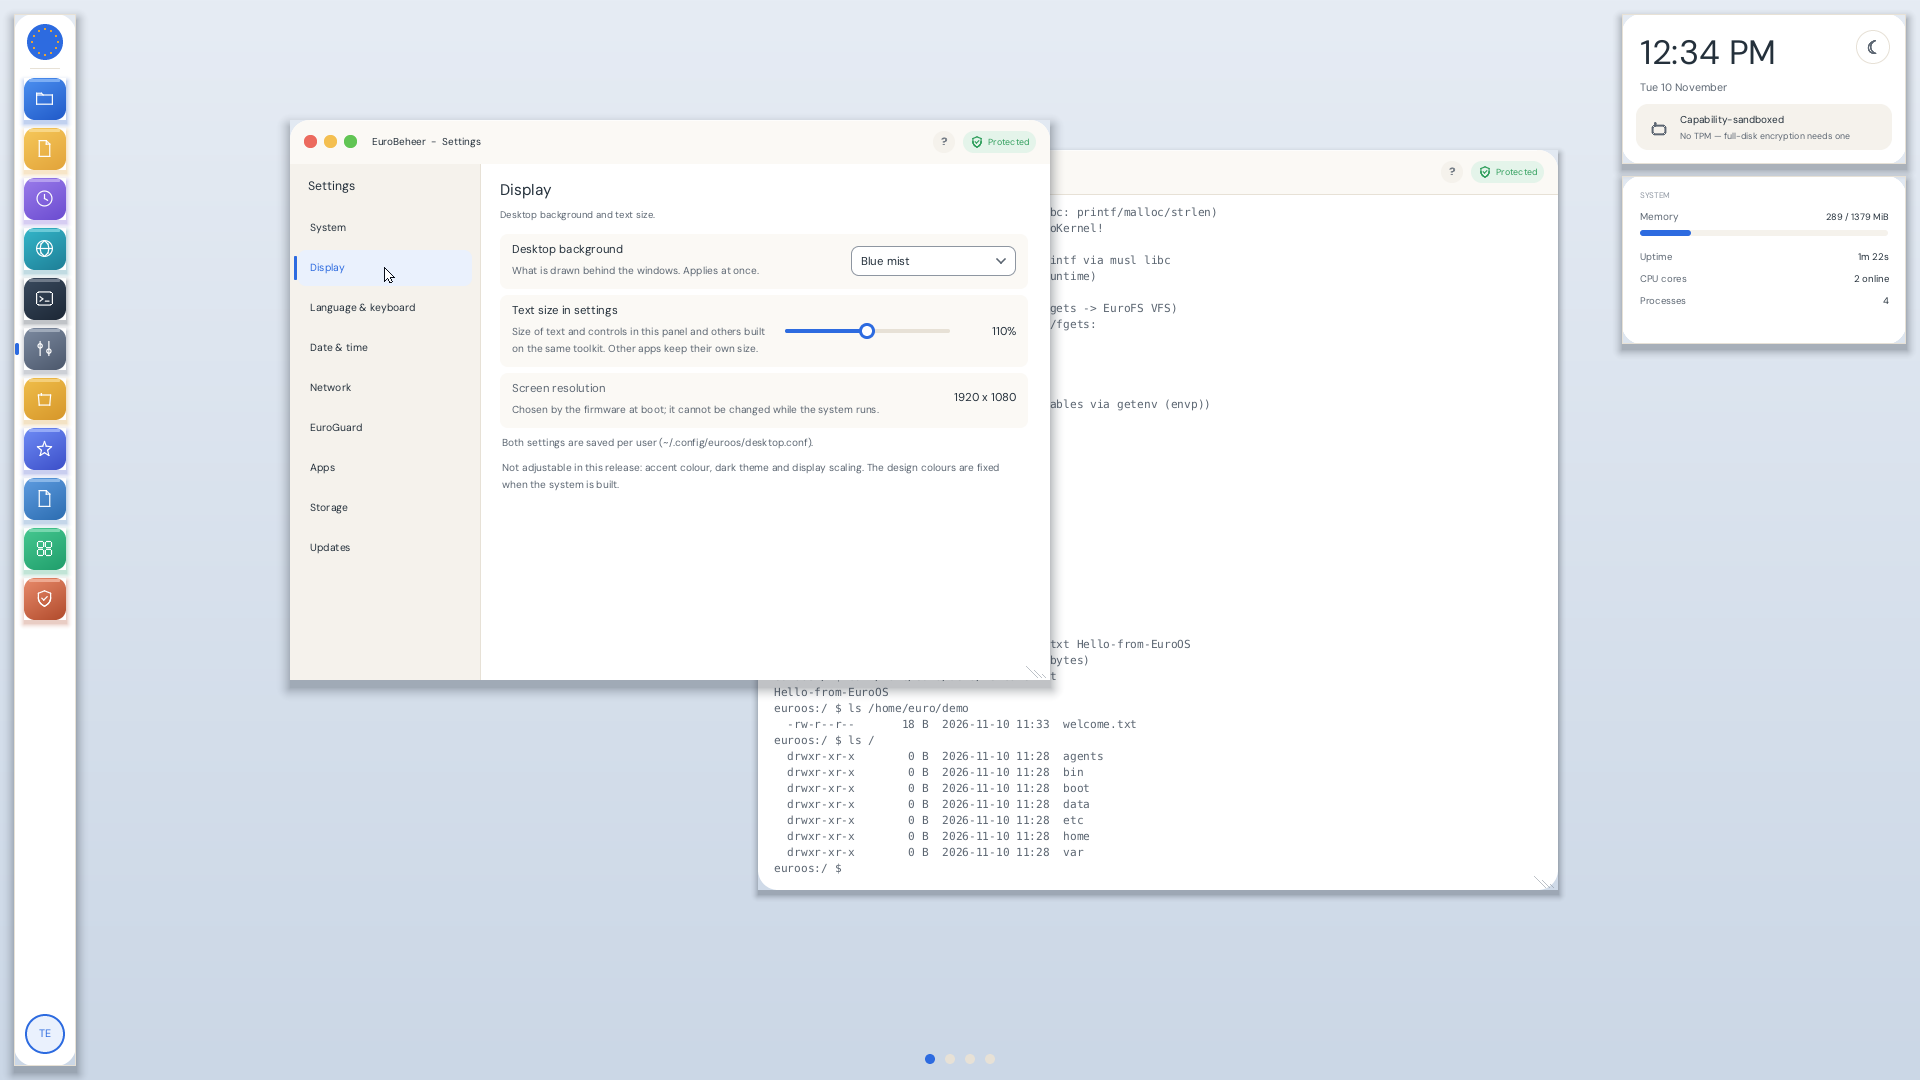 EuroBeheer - Settings
?
Protected
Settings
System
Display
Language & keyboard
Date & time
Network
EuroGuard
Apps
Storage
Updates
Display
Desktop background and text size.
Desktop background
What is drawn behind the windows. Applies at once.
Blue mist
Text size in settings
Size of text and controls in this panel and others built
on the same toolkit. Other apps keep their own size.
110%
Screen resolution
Chosen by the firmware at boot; it cannot be changed while the system runs.
1920 x 1080
Both settings are saved per user (~/.config/euroos/desktop.conf).
Not adjustable in this release: accent colour, dark theme and display scaling. The design colours are fixed
when the system is built.
?
Protected
bc: printf/malloc/strlen)
oKernel!
intf via musl libc
untime)
gets -> EuroFS VFS)
/fgets:
ables via getenv (envp))
txt Hello-from-EuroOS
bytes)
t
Hello-from-EuroOS
euroos:/ $ ls /home/euro/demo
-rw-r--r-- 18 B 2026-11-10 11:33 welcome.txt
euroos:/ $ ls /
drwxr-xr-x 0 B 2026-11-10 11:28 agents
drwxr-xr-x 0 B 2026-11-10 11:28 bin
drwxr-xr-x 0 B 2026-11-10 11:28 boot
drwxr-xr-x 0 B 2026-11-10 11:28 data
drwxr-xr-x 0 B 2026-11-10 11:28 etc
drwxr-xr-x 0 B 2026-11-10 11:28 home
drwxr-xr-x 0 B 2026-11-10 11:28 var
euroos:/ $
12:34 PM
Tue 10 November
Capability-sandboxed
No TPM — full-disk encryption needs one
SYSTEM
Memory 289 / 1379 MiB
Uptime 1m 22s
CPU cores 2 online
Processes 4
TE